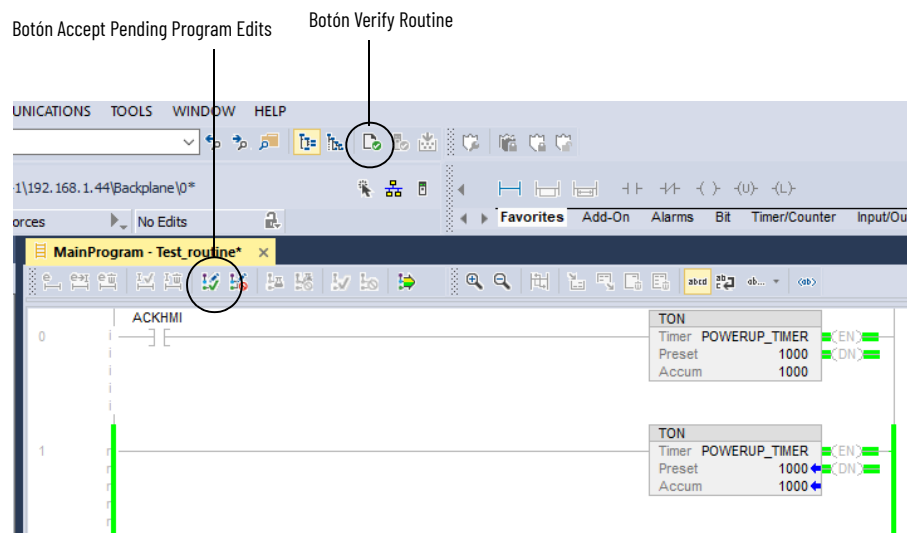 Botón Accept Pending Program Edits
Botón Verify Routine
UNICATIONS TOOLS WINDOW HELP
1\192.168.1.44\Backplane\0*
orces No Edits
Favorites Add-On Alarms Bit Timer/Counter Input/Ou
MainProgram - Test_routine* ×
abcd ab... <ab>
ACKHMI
TON
0
Timer POWERUP_TIMER (EN)
Preset 1000 (DN)
Accum 1000
TON
1
Timer POWERUP_TIMER (EN)
Preset 1000 (DN)
Accum 1000